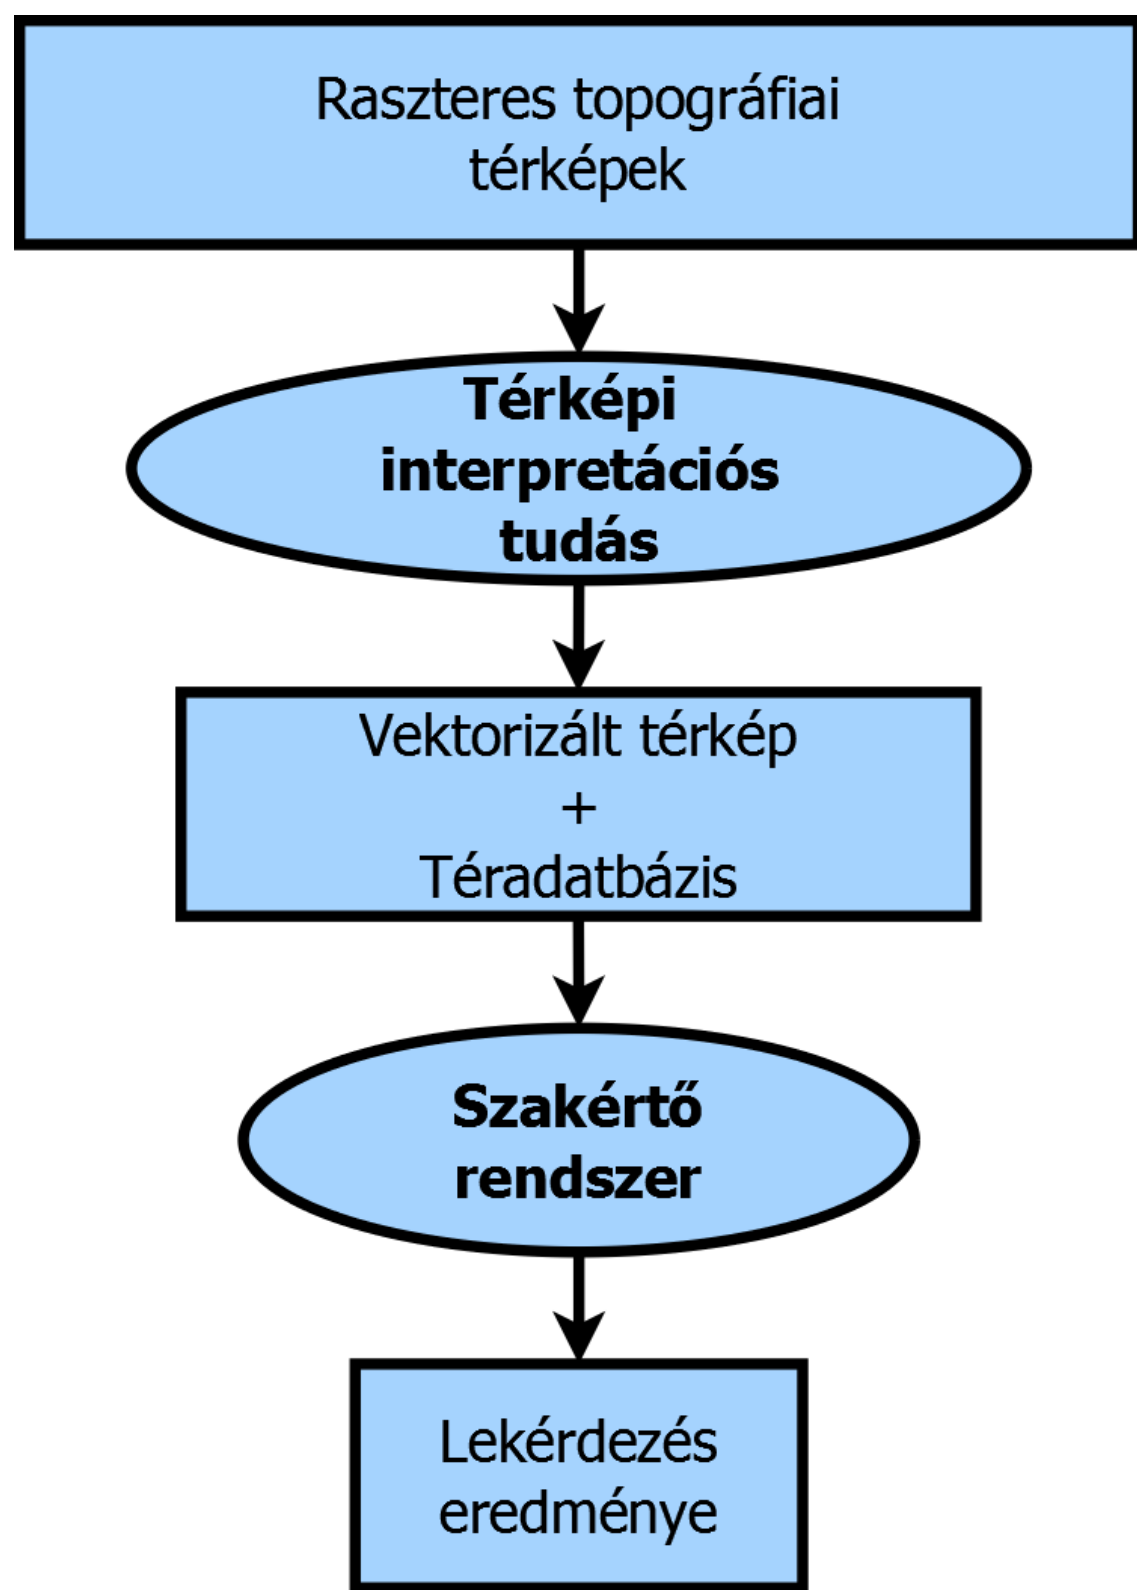 Raszteres topográfiai
térképek
Térképi
interpretációs
tudás
Vektorizált térkép
+
Téradatbázis
Szakértő
rendszer
Lekérdezés
eredménye